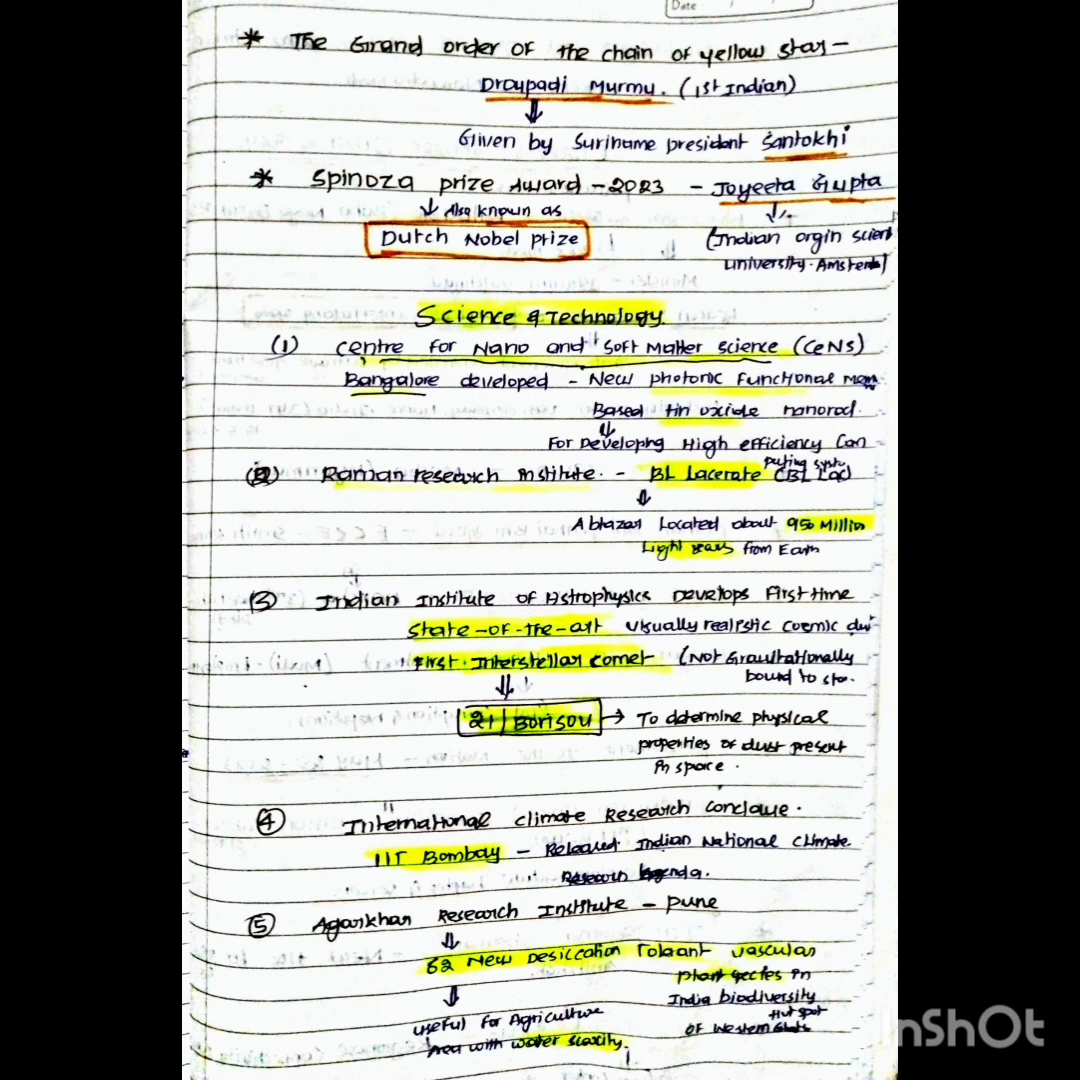 Date
* The Grand order of the chain of yellow star -
Droupadi Murmu. (1st Indian)
Given by Suriname president Santokhi
* Spinoza prize Award - 2023 - Joyeeta Gupta
Also known as
Dutch Nobel prize
(Indian orgin scient
University. Amsterda)
Science & Technology
(1) Centre for Nano and Soft Matter science (CeNS)
Bangalore developed - New photonic Functional mem
Based tin oxide nanorod.
For Developing High efficiency Com
puting syst
(2) Raman research Institute. - BL Lacerate (BL Lac)
A blazar Located about 950 Million
Light years from Earth
(3) Indian Institute of Astrophysics Develops First time
State-of-the-art visually realistic cosmic dus
First Interstellar comet (Not Gravitationally
bound to star
2I/Borisov → To determine physical
properties of dust present
in space.
(4) International climate Research Conclave.
IIT Bombay - Released Indian National Climate.
Research Agenda.
(5) Agarkhar Research Institute - Pune
62 New Desiccation Tolerant vascular
plant species in
India biodiversity
Hot spot
of Western Ghats
useful for Agriculture
Area with water scarcity.
InShOt